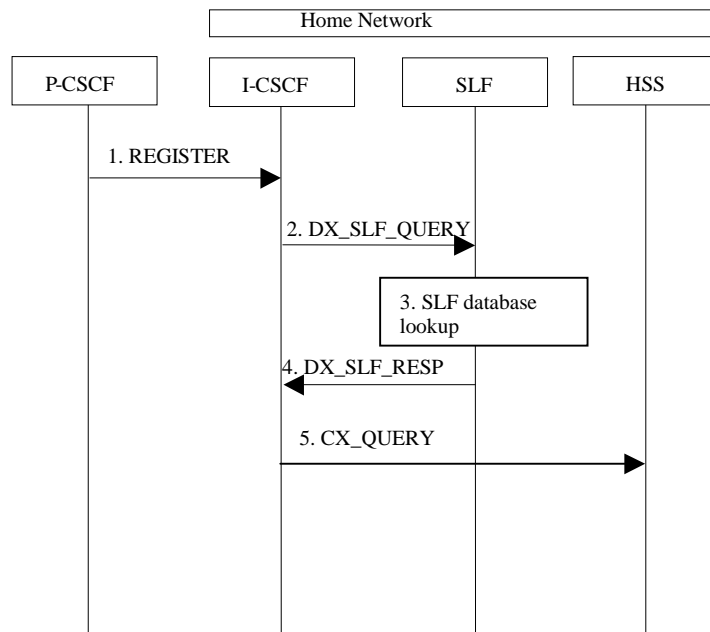 Home Network
P-CSCF
I-CSCF
SLF
HSS
1. REGISTER
2. DX_SLF_QUERY
3. SLF database
lookup
4. DX_SLF_RESP
5. CX_QUERY